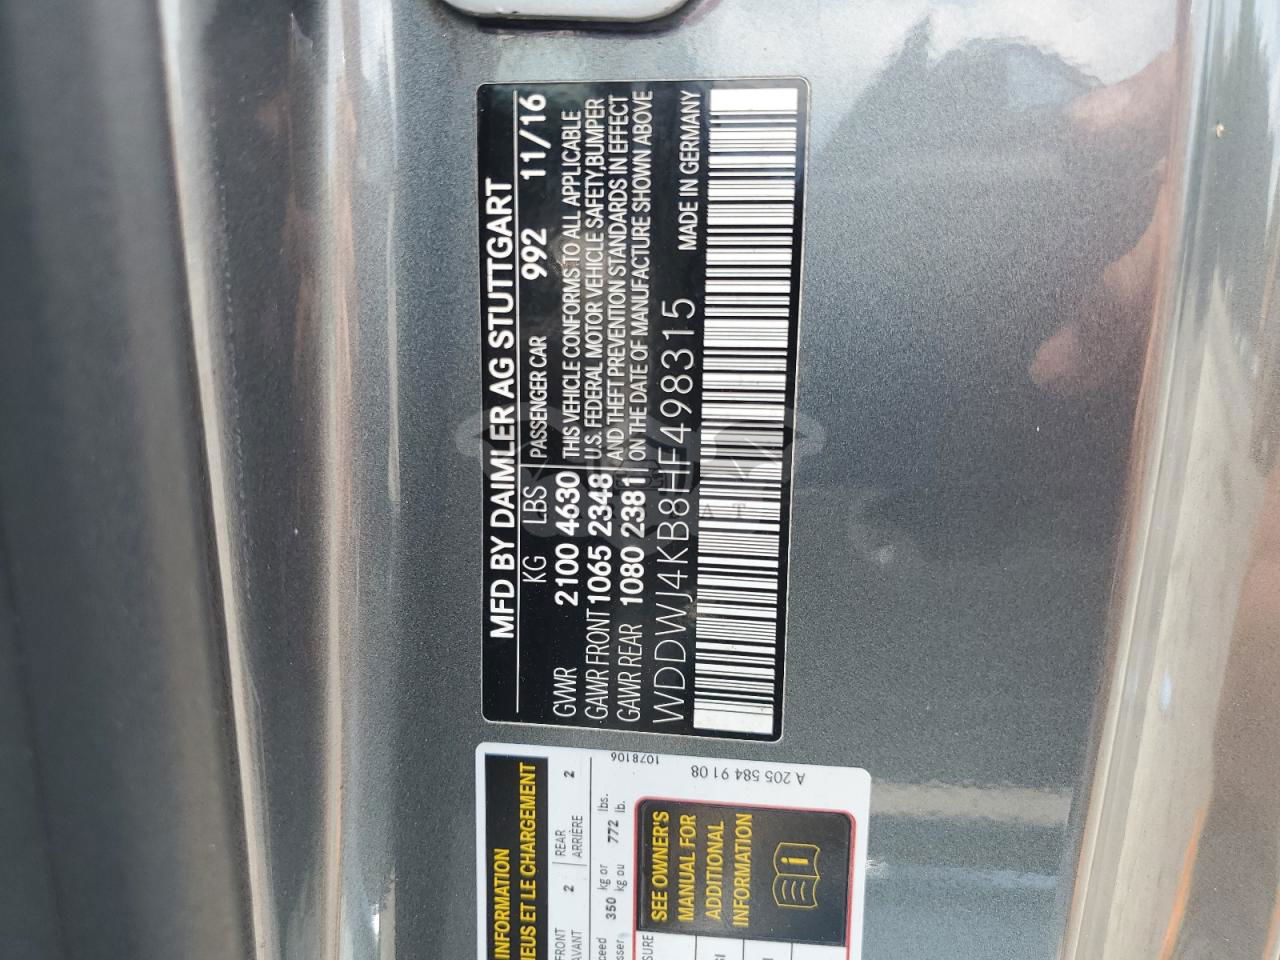 MFD BY DAIMLER AG STUTTGART
KG LBS PASSENGER CAR 992 11/16
GVWR 2100 4630 THIS VEHICLE CONFORMS TO ALL APPLICABLE
GAWR FRONT 1065 2348 U.S. FEDERAL MOTOR VEHICLE SAFETY,BUMPER
GAWR REAR 1080 2381 AND THEFT PREVENTION STANDARDS IN EFFECT
ON THE DATE OF MANUFACTURE SHOWN ABOVE
WDDWJ4KB8HF498315 MADE IN GERMANY
INFORMATION
ET LE CHARGEMENT
FRONT 2 REAR 2
AVANT ARRIÈRE
350 kg or 772 lbs.
kg ou lb.
SEE OWNER'S
MANUAL FOR
ADDITIONAL
INFORMATION
1078106
A 205 584 91 08